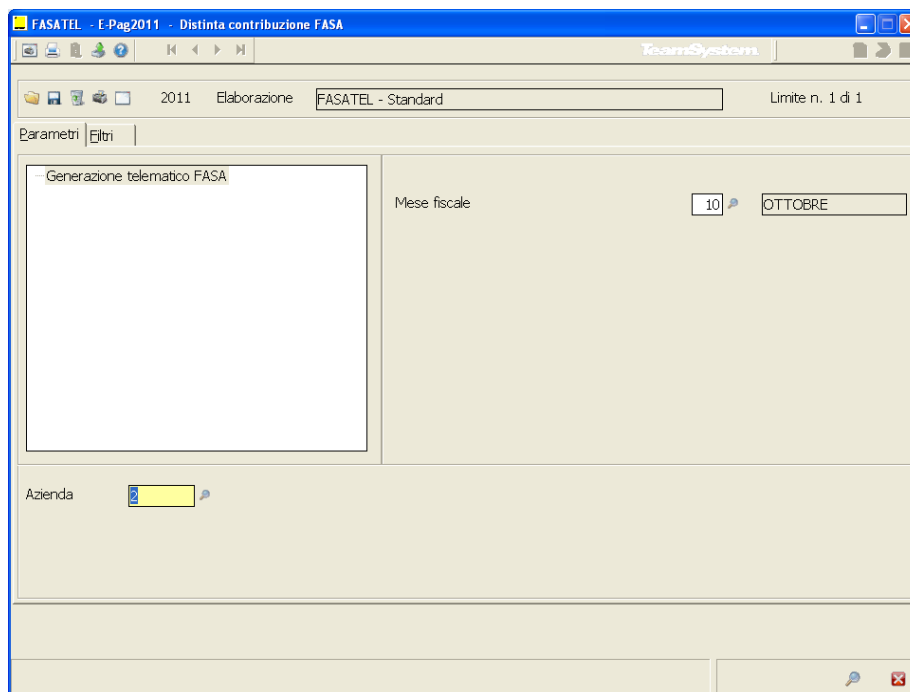 FASATEL - E-Pag2011 - Distinta contribuzione FASA
TeamSystem
2011 Elaborazione FASATEL - Standard Limite n. 1 di 1
Parametri Filtri
Generazione telematico FASA
Mese fiscale 10 OTTOBRE
Azienda 2